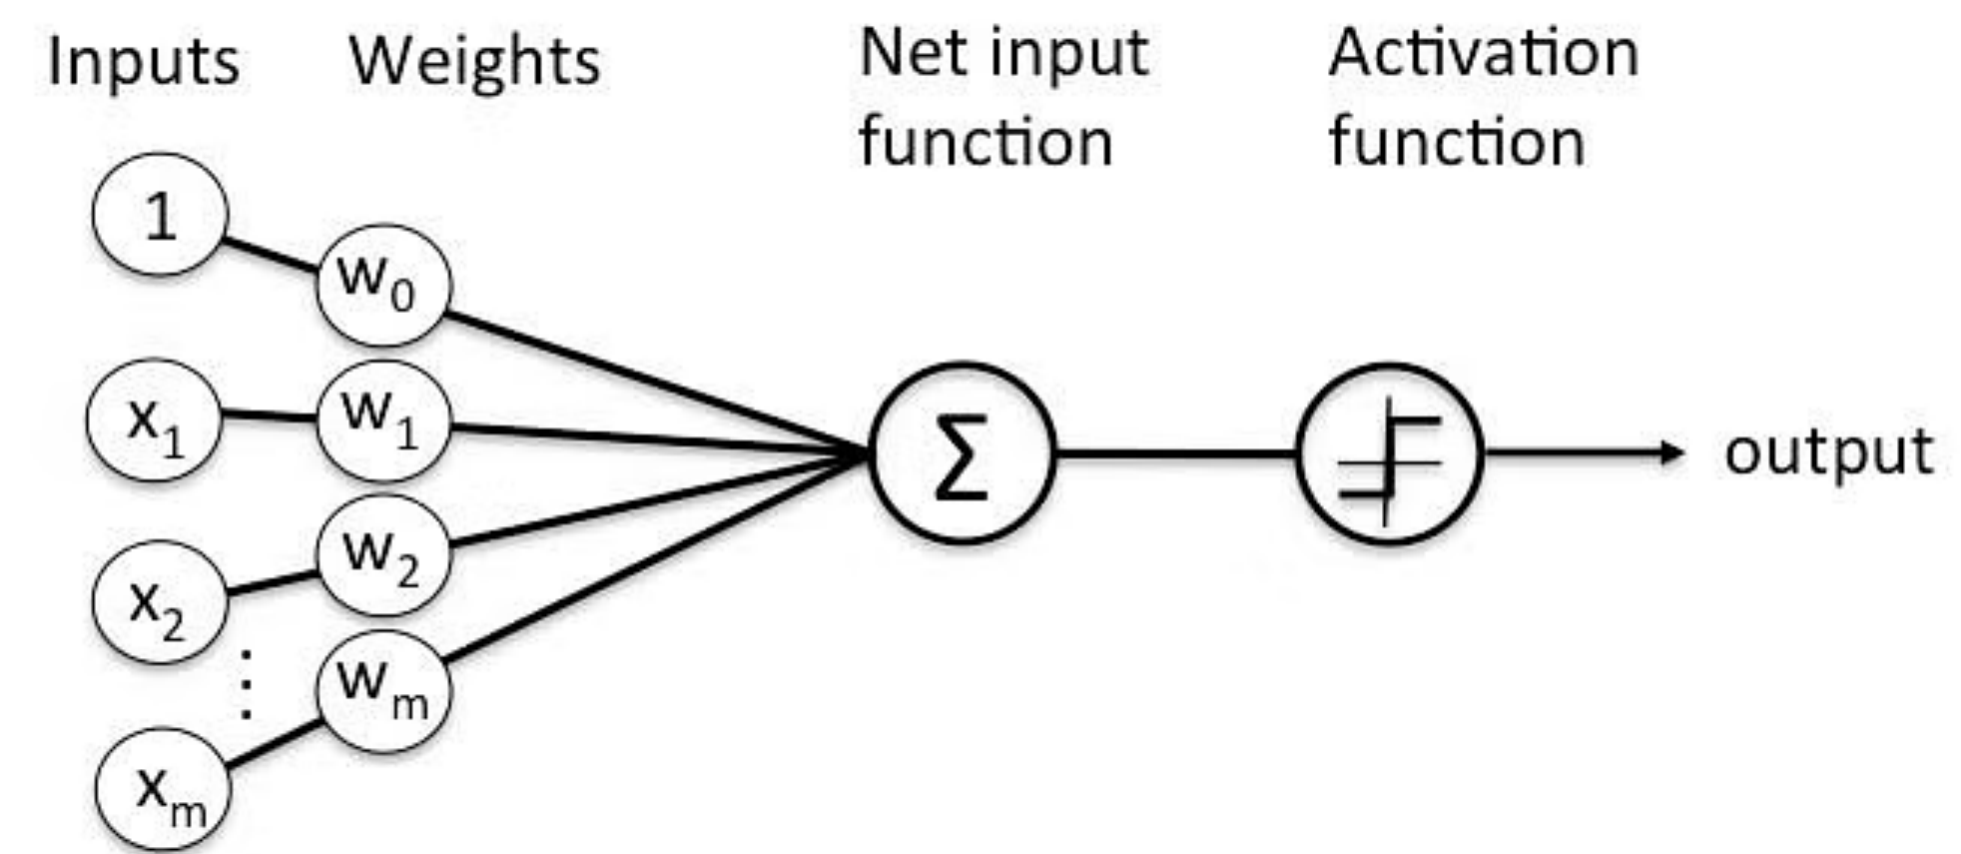 Inputs
Weights
Net input
function
Activation
function
1
w₀
x₁
w₁
x₂
w₂
⋮
xₘ
wₘ
Σ
output